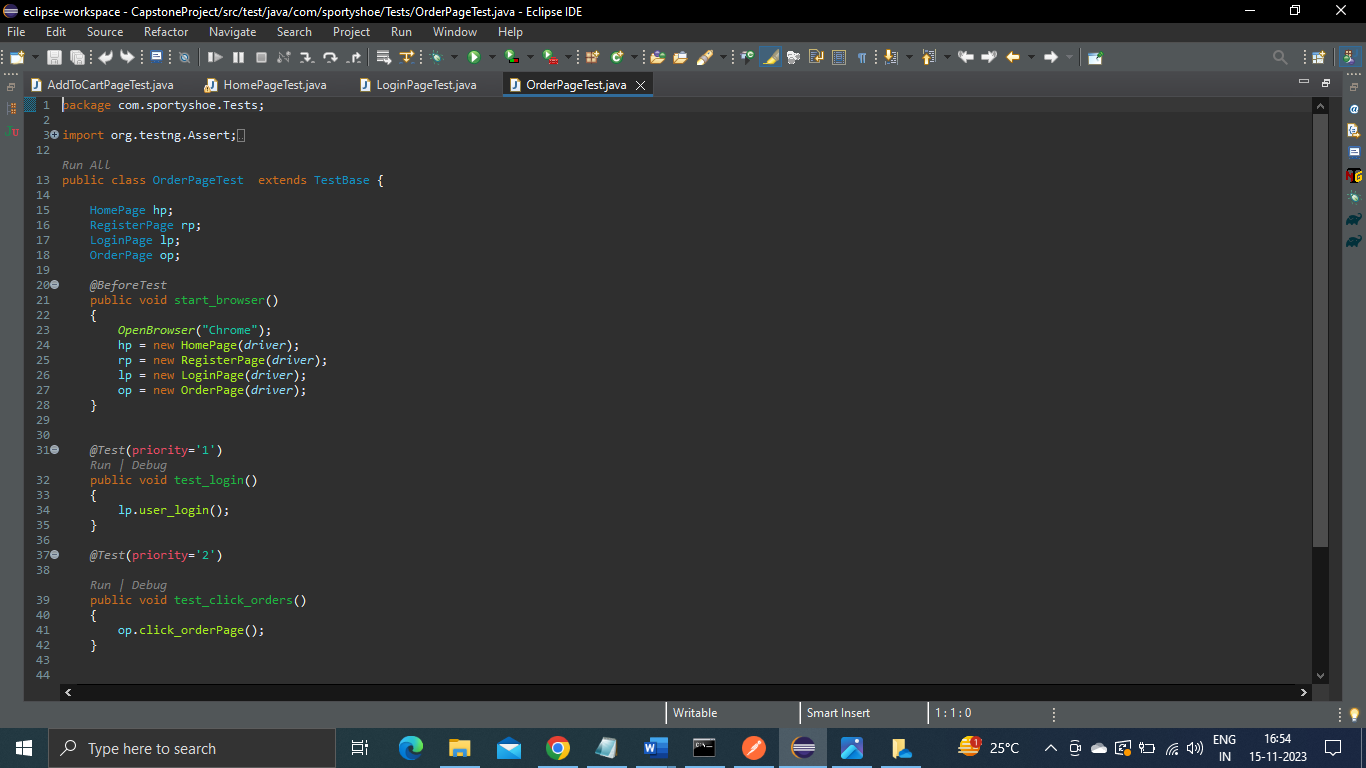 eclipse-workspace - CapstoneProject/src/test/java/com/sportyshoe/Tests/OrderPageTest.java - Eclipse IDE
File Edit Source Refactor Navigate Search Project Run Window Help
AddToCartPageTest.java HomePageTest.java LoginPageTest.java OrderPageTest.java
1 package com.sportyshoe.Tests;
2
3 import org.testng.Assert;
12
Run All
13 public class OrderPageTest  extends TestBase {
14
15     HomePage hp;
16     RegisterPage rp;
17     LoginPage lp;
18     OrderPage op;
19
20     @BeforeTest
21     public void start_browser()
22     {
23         OpenBrowser("Chrome");
24         hp = new HomePage(driver);
25         rp = new RegisterPage(driver);
26         lp = new LoginPage(driver);
27         op = new OrderPage(driver);
28     }
29
30
31     @Test(priority='1')
Run | Debug
32     public void test_login()
33     {
34         lp.user_login();
35     }
36
37     @Test(priority='2')
38
Run | Debug
39     public void test_click_orders()
40     {
41         op.click_orderPage();
42     }
43
44
Writable Smart Insert 1 : 1 : 0
Type here to search
1 25°C
ENG
IN
16:54
15-11-2023